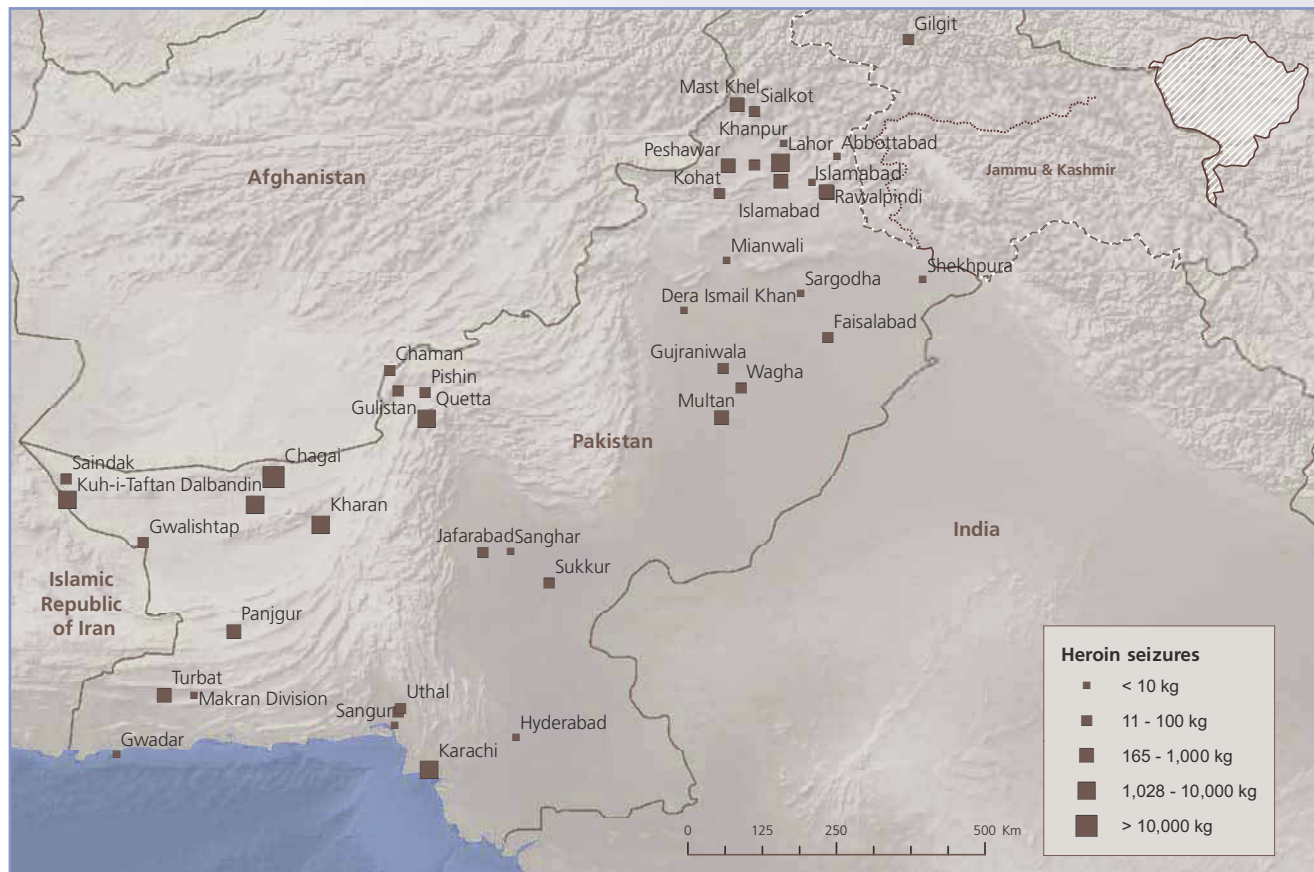 Gilgit
Mast Khel
Sialkot
Khanpur
Lahor
Abbottabad
Peshawar
Jammu & Kashmir
Afghanistan
Kohat
Islamabad
Rawalpindi
Islamabad
Mianwali
Shekhpura
Sargodha
Dera Ismail Khan
Faisalabad
Chaman
Gujraniwala
Pishin
Wagha
Gulistan
Quetta
Multan
Pakistan
Chagai
Saindak
Kuh-i-Taftan
Dalbandin
Kharan
Gwalishtap
Jafarabad
Sanghar
India
Sukkur
Islamic
Republic
of Iran
Panjgur
Turbat
Makran Division
Uthal
Sangur
Hyderabad
Gwadar
Karachi
Heroin seizures
< 10 kg
11 - 100 kg
165 - 1,000 kg
1,028 - 10,000 kg
> 10,000 kg
0 125 250 500 Km